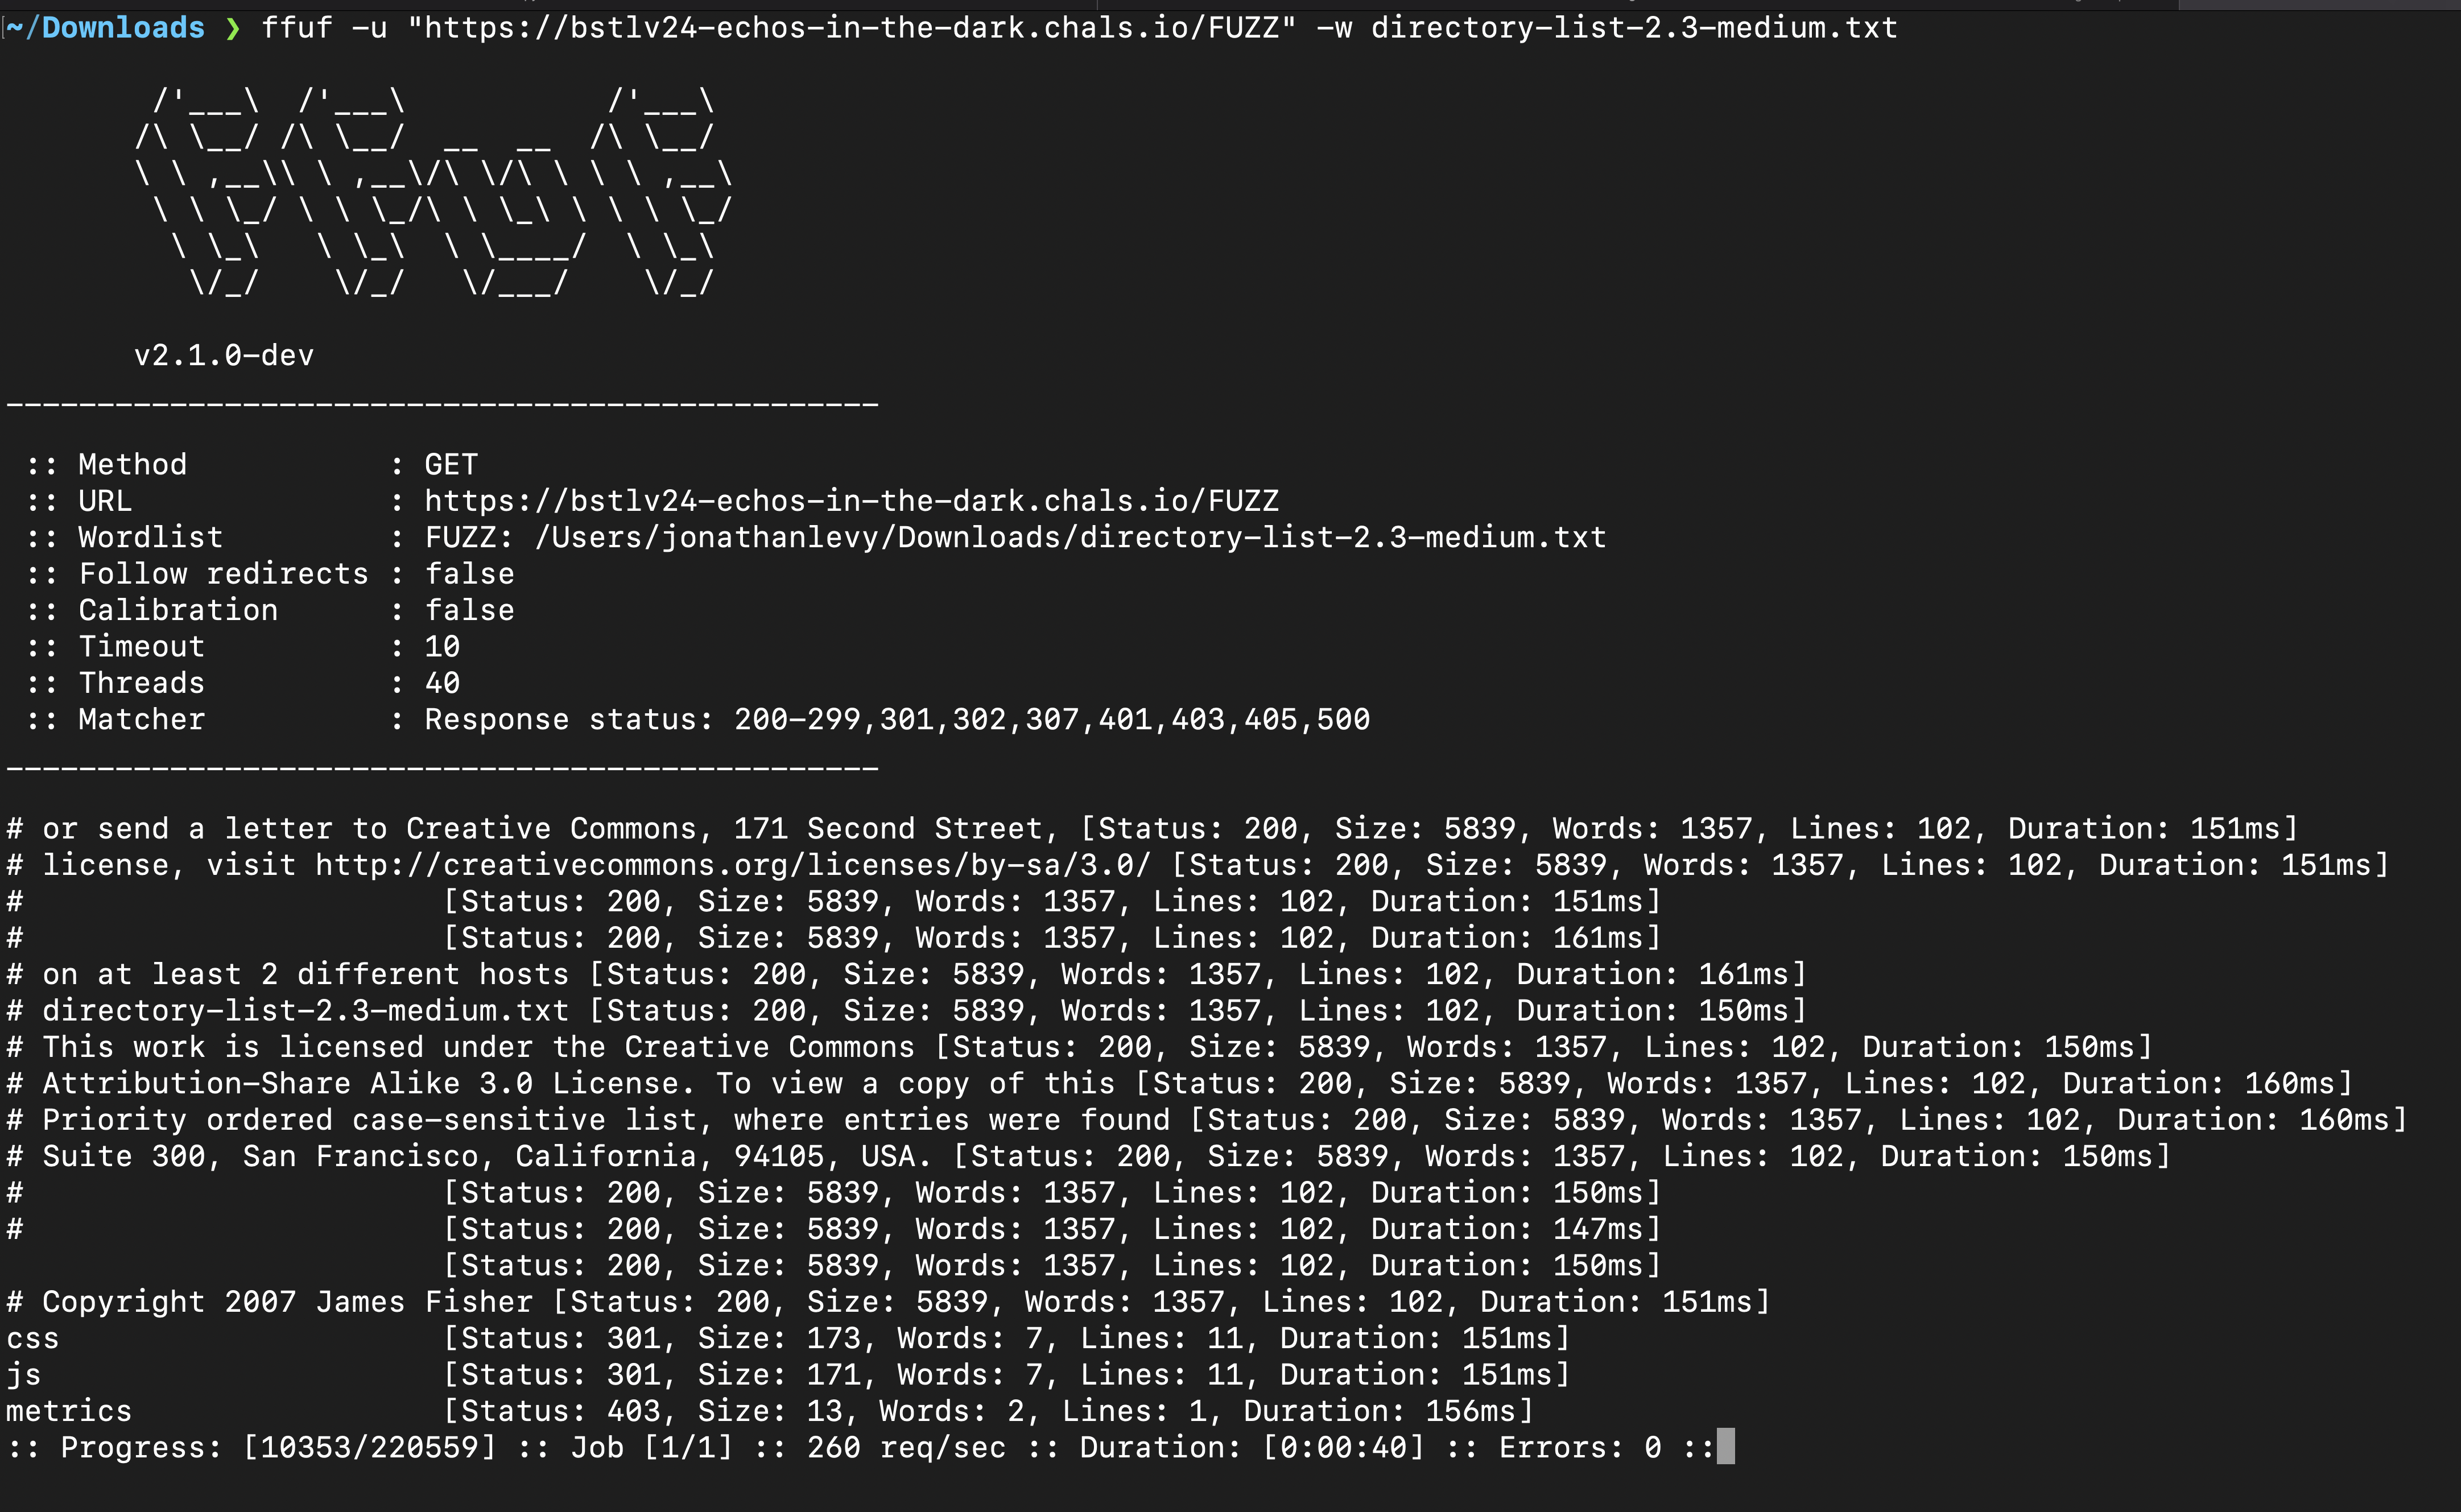 ~/Downloads ❯ ffuf -u "https://bstlv24-echos-in-the-dark.chals.io/FUZZ" -w directory-list-2.3-medium.txt
        /'___\  /'___\           /'___\
       /\ \__/ /\ \__/  __  __  /\ \__/
       \ \ ,__\\ \ ,__\/\ \/\ \ \ \ ,__\
        \ \ \_/ \ \ \_/\ \ \_\ \ \ \ \_/
         \ \_\   \ \_\  \ \____/  \ \_\
          \/_/    \/_/   \/___/    \/_/
       v2.1.0-dev
________________________________________________
 :: Method           : GET
 :: URL              : https://bstlv24-echos-in-the-dark.chals.io/FUZZ
 :: Wordlist         : FUZZ: /Users/jonathanlevy/Downloads/directory-list-2.3-medium.txt
 :: Follow redirects : false
 :: Calibration      : false
 :: Timeout          : 10
 :: Threads          : 40
 :: Matcher          : Response status: 200-299,301,302,307,401,403,405,500
________________________________________________
# or send a letter to Creative Commons, 171 Second Street, [Status: 200, Size: 5839, Words: 1357, Lines: 102, Duration: 151ms]
# license, visit http://creativecommons.org/licenses/by-sa/3.0/ [Status: 200, Size: 5839, Words: 1357, Lines: 102, Duration: 151ms]
#                       [Status: 200, Size: 5839, Words: 1357, Lines: 102, Duration: 151ms]
#                       [Status: 200, Size: 5839, Words: 1357, Lines: 102, Duration: 161ms]
# on at least 2 different hosts [Status: 200, Size: 5839, Words: 1357, Lines: 102, Duration: 161ms]
# directory-list-2.3-medium.txt [Status: 200, Size: 5839, Words: 1357, Lines: 102, Duration: 150ms]
# This work is licensed under the Creative Commons [Status: 200, Size: 5839, Words: 1357, Lines: 102, Duration: 150ms]
# Attribution-Share Alike 3.0 License. To view a copy of this [Status: 200, Size: 5839, Words: 1357, Lines: 102, Duration: 160ms]
# Priority ordered case-sensitive list, where entries were found [Status: 200, Size: 5839, Words: 1357, Lines: 102, Duration: 160ms]
# Suite 300, San Francisco, California, 94105, USA. [Status: 200, Size: 5839, Words: 1357, Lines: 102, Duration: 150ms]
#                       [Status: 200, Size: 5839, Words: 1357, Lines: 102, Duration: 150ms]
#                       [Status: 200, Size: 5839, Words: 1357, Lines: 102, Duration: 147ms]
                        [Status: 200, Size: 5839, Words: 1357, Lines: 102, Duration: 150ms]
# Copyright 2007 James Fisher [Status: 200, Size: 5839, Words: 1357, Lines: 102, Duration: 151ms]
css                     [Status: 301, Size: 173, Words: 7, Lines: 11, Duration: 151ms]
js                      [Status: 301, Size: 171, Words: 7, Lines: 11, Duration: 151ms]
metrics                 [Status: 403, Size: 13, Words: 2, Lines: 1, Duration: 156ms]
:: Progress: [10353/220559] :: Job [1/1] :: 260 req/sec :: Duration: [0:00:40] :: Errors: 0 ::